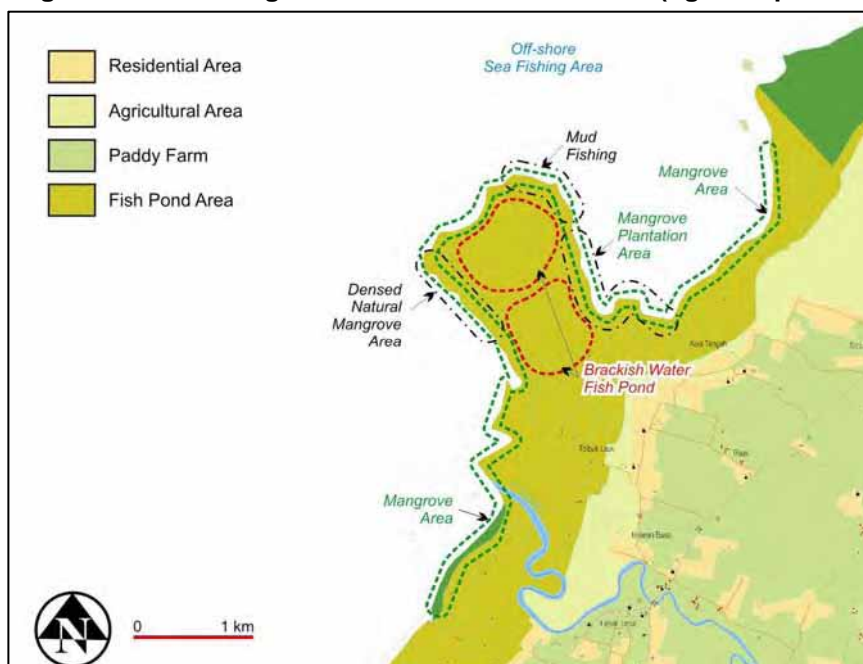 Residential Area
Agricultural Area
Paddy Farm
Fish Pond Area
Off-shore
Sea Fishing Area
Mud
Fishing
Mangrove
Area
Mangrove
Plantation
Area
Densed
Natural
Mangrove
Area
Brackish Water
Fish Pond
Mangrove
Area
N
0 1 km